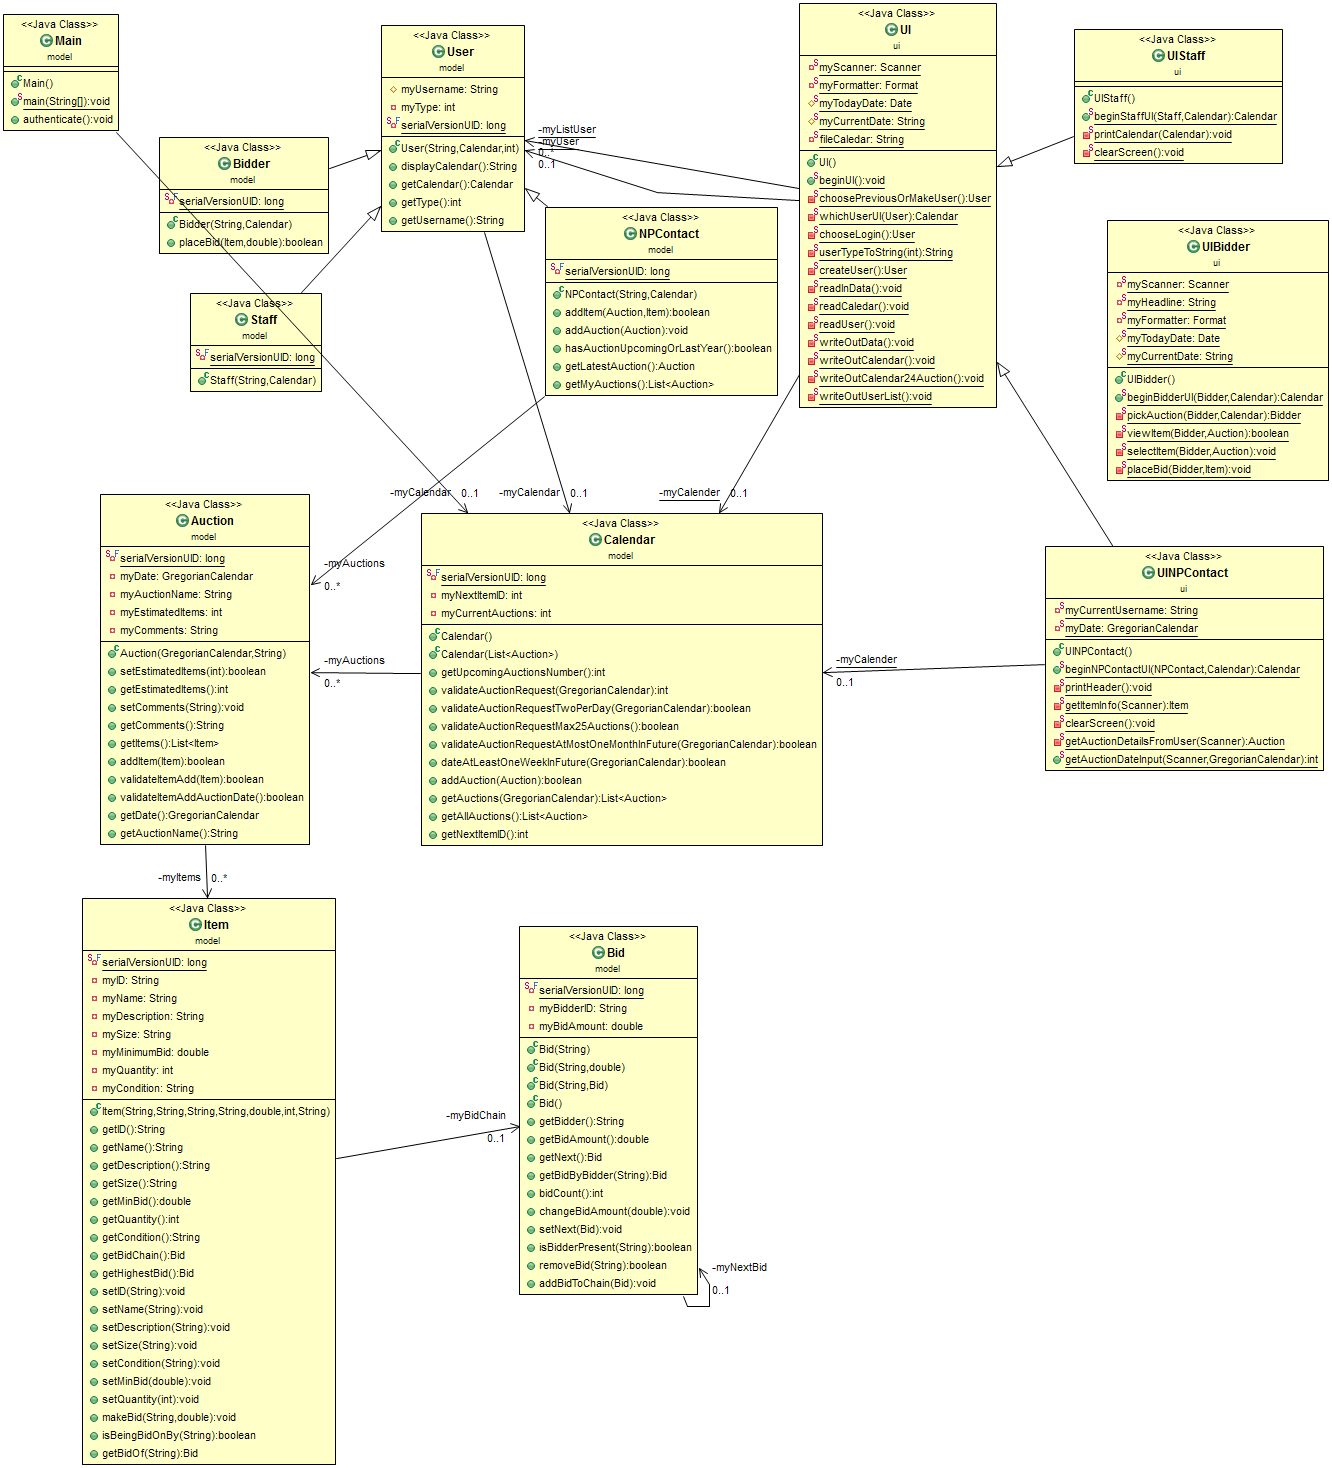 <<Java Class>>
Main
model
Main()
main(String[]):void
authenticate():void
<<Java Class>>
User
model
myUsername: String
myType: int
serialVersionUID: long
User(String,Calendar,int)
displayCalendar():String
getCalendar():Calendar
getType():int
getUsername():String
<<Java Class>>
UI
ui
myScanner: Scanner
myFormatter: Format
myTodayDate: Date
myCurrentDate: String
fileCaledar: String
UI()
beginUI():void
choosePreviousOrMakeUser():User
whichUserUI(User):Calendar
chooseLogin():User
userTypeToString(int):String
createUser():User
readInData():void
readCaledar():void
readUser():void
writeOutData():void
writeOutCalendar():void
writeOutCalendar24Auction():void
writeOutUserList():void
<<Java Class>>
UIStaff
ui
UIStaff()
beginStaffUI(Staff,Calendar):Calendar
printCalendar(Calendar):void
clearScreen():void
-myListUser
-myUser
0..*
0..1
<<Java Class>>
Bidder
model
serialVersionUID: long
Bidder(String,Calendar)
placeBid(Item,double):boolean
<<Java Class>>
NPContact
model
serialVersionUID: long
NPContact(String,Calendar)
addItem(Auction,Item):boolean
addAuction(Auction):void
hasAuctionUpcomingOrLastYear():boolean
getLatestAuction():Auction
getMyAuctions():List<Auction>
<<Java Class>>
UIBidder
ui
myScanner: Scanner
myHeadline: String
myFormatter: Format
myTodayDate: Date
myCurrentDate: String
UIBidder()
beginBidderUI(Bidder,Calendar):Calendar
pickAuction(Bidder,Calendar):Bidder
viewItem(Bidder,Auction):boolean
selectItem(Bidder,Auction):void
placeBid(Bidder,Item):void
<<Java Class>>
Staff
model
serialVersionUID: long
Staff(String,Calendar)
-myCalendar 0..1
-myCalendar 0..1
-myCalender 0..1
<<Java Class>>
Auction
model
serialVersionUID: long
myDate: GregorianCalendar
myAuctionName: String
myEstimatedItems: int
myComments: String
Auction(GregorianCalendar,String)
setEstimatedItems(int):boolean
getEstimatedItems():int
setComments(String):void
getComments():String
getItems():List<Item>
addItem(Item):boolean
validateItemAdd(Item):boolean
validateItemAddAuctionDate():boolean
getDate():GregorianCalendar
getAuctionName():String
-myAuctions
0..*
-myAuctions
0..*
<<Java Class>>
Calendar
model
serialVersionUID: long
myNextItemID: int
myCurrentAuctions: int
Calendar()
Calendar(List<Auction>)
getUpcomingAuctionsNumber():int
validateAuctionRequest(GregorianCalendar):int
validateAuctionRequestTwoPerDay(GregorianCalendar):boolean
validateAuctionRequestMax25Auctions():boolean
validateAuctionRequestAtMostOneMonthInFuture(GregorianCalendar):boolean
dateAtLeastOneWeekInFuture(GregorianCalendar):boolean
addAuction(Auction):boolean
getAuctions(GregorianCalendar):List<Auction>
getAllAuctions():List<Auction>
getNextItemID():int
-myCalender
0..1
<<Java Class>>
UINPContact
ui
myCurrentUsername: String
myDate: GregorianCalendar
UINPContact()
beginNPContactUI(NPContact,Calendar):Calendar
printHeader():void
getItemInfo(Scanner):Item
clearScreen():void
getAuctionDetailsFromUser(Scanner):Auction
getAuctionDateInput(Scanner,GregorianCalendar):int
-myItems 0..*
<<Java Class>>
Item
model
serialVersionUID: long
myID: String
myName: String
myDescription: String
mySize: String
myMinimumBid: double
myQuantity: int
myCondition: String
Item(String,String,String,String,double,int,String)
getID():String
getName():String
getDescription():String
getSize():String
getMinBid():double
getQuantity():int
getCondition():String
getBidChain():Bid
getHighestBid():Bid
setID(String):void
setName(String):void
setDescription(String):void
setSize(String):void
setCondition(String):void
setMinBid(double):void
setQuantity(int):void
makeBid(String,double):void
isBeingBidOnBy(String):boolean
getBidOf(String):Bid
-myBidChain
0..1
<<Java Class>>
Bid
model
serialVersionUID: long
myBidderID: String
myBidAmount: double
Bid(String)
Bid(String,double)
Bid(String,Bid)
Bid()
getBidder():String
getBidAmount():double
getNext():Bid
getBidByBidder(String):Bid
bidCount():int
changeBidAmount(double):void
setNext(Bid):void
isBidderPresent(String):boolean
removeBid(String):boolean
addBidToChain(Bid):void
-myNextBid
0..1